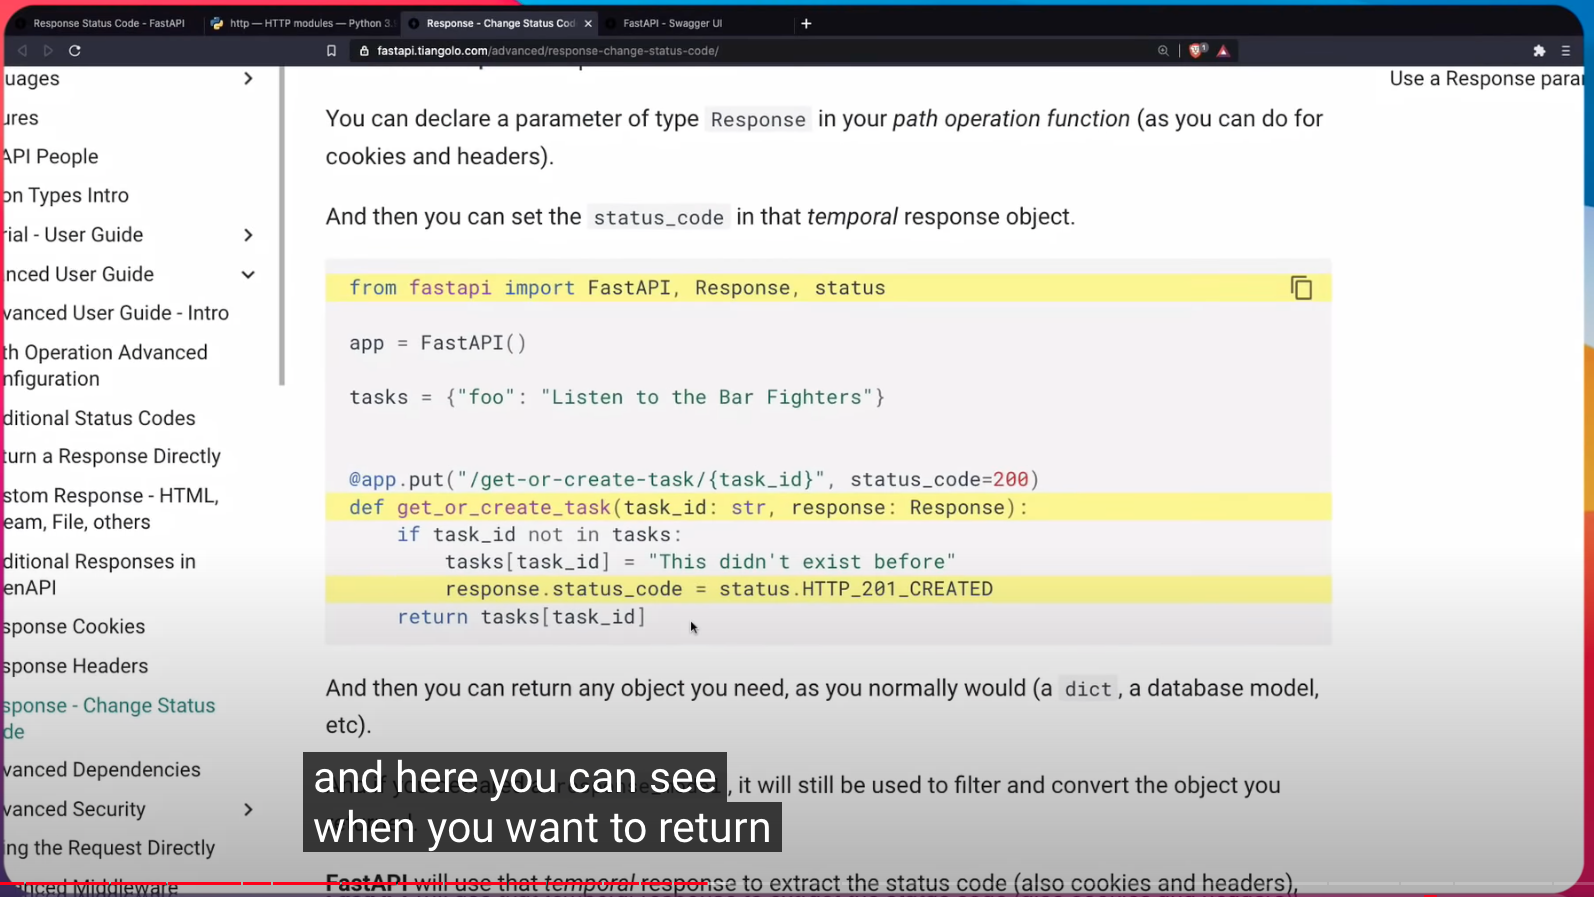 Response Status Code - FastAPI
http — HTTP modules — Python 3.
Response - Change Status Cod
FastAPI - Swagger UI
fastapi.tiangolo.com/advanced/response-change-status-code/
uages
ures
API People
on Types Intro
rial - User Guide
nced User Guide
vanced User Guide - Intro
th Operation Advanced
nfiguration
ditional Status Codes
turn a Response Directly
stom Response - HTML,
eam, File, others
ditional Responses in
enAPI
sponse Cookies
sponse Headers
sponse - Change Status
de
vanced Dependencies
vanced Security
ing the Request Directly
vanced Middleware
Use a Response para
You can declare a parameter of type Response in your path operation function (as you can do for
cookies and headers).
And then you can set the status_code in that temporal response object.
from fastapi import FastAPI, Response, status
app = FastAPI()
tasks = {"foo": "Listen to the Bar Fighters"}
@app.put("/get-or-create-task/{task_id}", status_code=200)
def get_or_create_task(task_id: str, response: Response):
if task_id not in tasks:
tasks[task_id] = "This didn't exist before"
response.status_code = status.HTTP_201_CREATED
return tasks[task_id]
And then you can return any object you need, as you normally would (a dict, a database model,
etc).
, it will still be used to filter and convert the object you
and here you can see
when you want to return
FastAPI will use that temporal response to extract the status code (also cookies and headers),